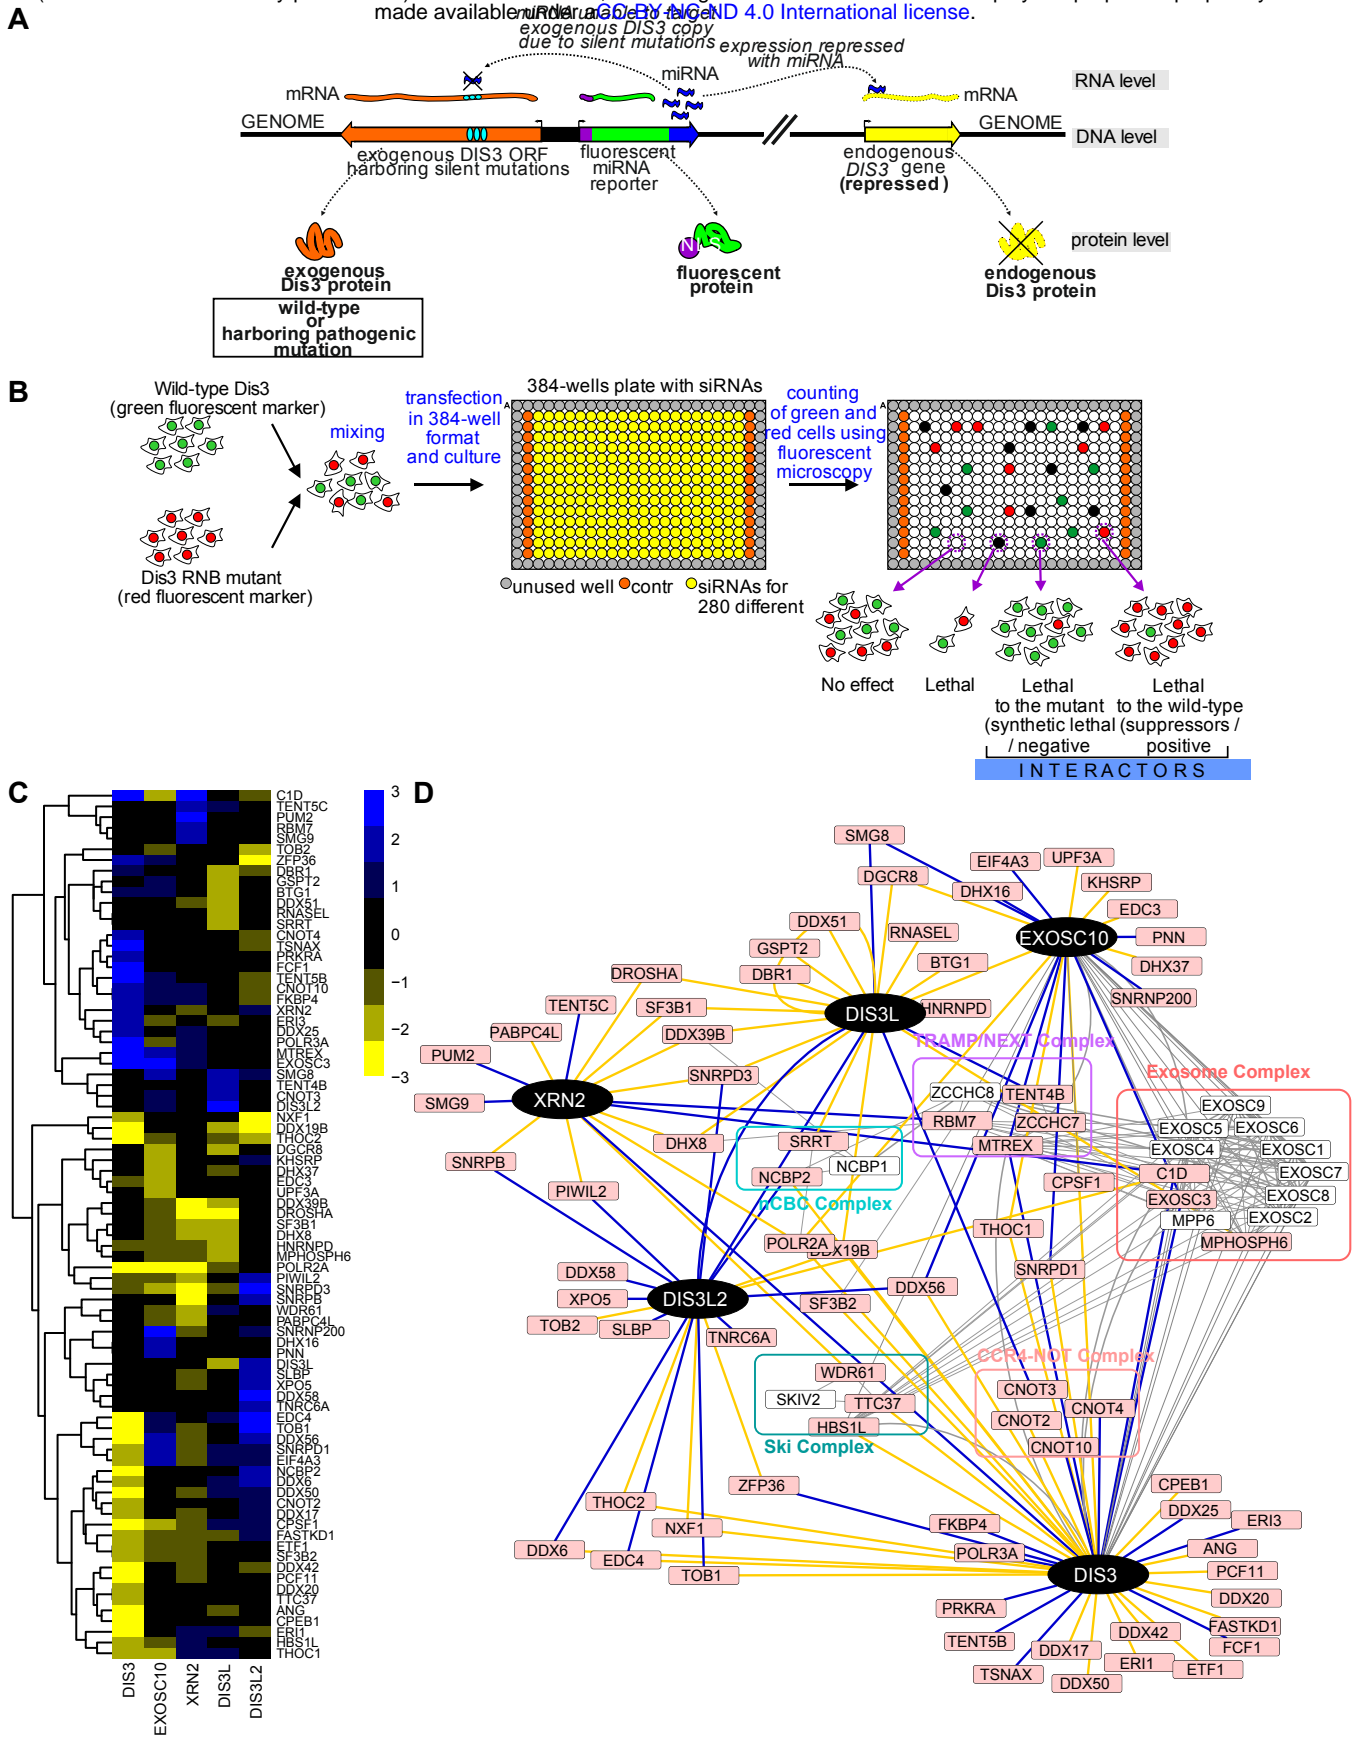 made available under aCC-BY-NC-ND 4.0 International license.
A
miRNA unable to target
exogenous DIS3 copy
due to silent mutations
expression repressed
with miRNA
miRNA
RNA level
mRNA
mRNA
GENOME
GENOME
DNA level
exogenous DIS3 ORF
harboring silent mutations
fluorescent
miRNA
reporter
endogenous
DIS3 gene
(repressed )
NLS
protein level
exogenous
Dis3 protein
fluorescent
protein
endogenous
Dis3 protein
wild-type
or
harboring pathogenic
mutation
B
Wild-type Dis3
(green fluorescent marker)
mixing
Dis3 RNB mutant
(red fluorescent marker)
transfection
in 384-well
format
and culture
384-wells plate with siRNAs
A
unused well
contr
siRNAs for
280 different
counting
of green and
red cells using
fluorescent
microscopy
A
No effect
Lethal
Lethal
to the mutant
(synthetic lethal
/ negative
Lethal
to the wild-type
(suppressors /
positive
INTERACTORS
C
C1D
TENT5C
PUM2
RBM7
SMG9
TOB2
ZFP36
DBR1
GSPT2
BTG1
DDX51
RNASEL
SRRT
CNOT4
TSNAX
PRKRA
FCF1
TENT5B
CNOT10
FKBP4
XRN2
ERI3
DDX25
POLR3A
MTREX
EXOSC3
SMG8
TENT4B
CNOT3
DIS3L2
NXF1
DDX19B
THOC2
DGCR8
KHSRP
DHX37
EDC3
UPF3A
DDX39B
DROSHA
SF3B1
DHX8
HNRNPD
MPHOSPH6
POLR2A
PIWIL2
SNRPD3
SNRPB
WDR61
PABPC4L
SNRNP200
DHX16
PNN
DIS3L
SLBP
XPO5
DDX58
TNRC6A
EDC4
TOB1
DDX56
SNRPD1
EIF4A3
NCBP2
DDX6
DDX50
CNOT2
DDX17
CPSF1
FASTKD1
ETF1
SF3B2
DDX42
PCF11
DDX20
TTC37
ANG
CPEB1
ERI1
HBS1L
THOC1
DIS3
EXOSC10
XRN2
DIS3L
DIS3L2
3
2
1
0
−1
−2
−3
D
SMG8
DGCR8
EIF4A3
UPF3A
DHX16
KHSRP
EDC3
DDX51
RNASEL
EXOSC10
PNN
GSPT2
BTG1
DHX37
DBR1
DROSHA
SNRNP200
TENT5C
SF3B1
DIS3L
HNRNPD
PABPC4L
DDX39B
TRAMP/NEXT Complex
PUM2
SNRPD3
Exosome Complex
SMG9
XRN2
ZCCHC8
TENT4B
EXOSC9
RBM7
ZCCHC7
EXOSC5
EXOSC6
DHX8
SRRT
MTREX
EXOSC4
EXOSC1
SNRPB
NCBP2
NCBP1
C1D
EXOSC7
PIWIL2
nCBC Complex
CPSF1
EXOSC3
EXOSC8
MPP6
EXOSC2
THOC1
MPHOSPH6
POLR2A
DDX19B
SNRPD1
DDX58
XPO5
DIS3L2
DDX56
SF3B2
TOB2
SLBP
TNRC6A
CCR4-NOT Complex
WDR61
CNOT3
SKIV2
TTC37
CNOT4
HBS1L
CNOT2
Ski Complex
CNOT10
ZFP36
CPEB1
THOC2
DDX25
ERI3
NXF1
FKBP4
DDX6
EDC4
POLR3A
ANG
TOB1
DIS3
PCF11
PRKRA
DDX20
TENT5B
DDX42
FASTKD1
DDX17
FCF1
TSNAX
ERI1
ETF1
DDX50